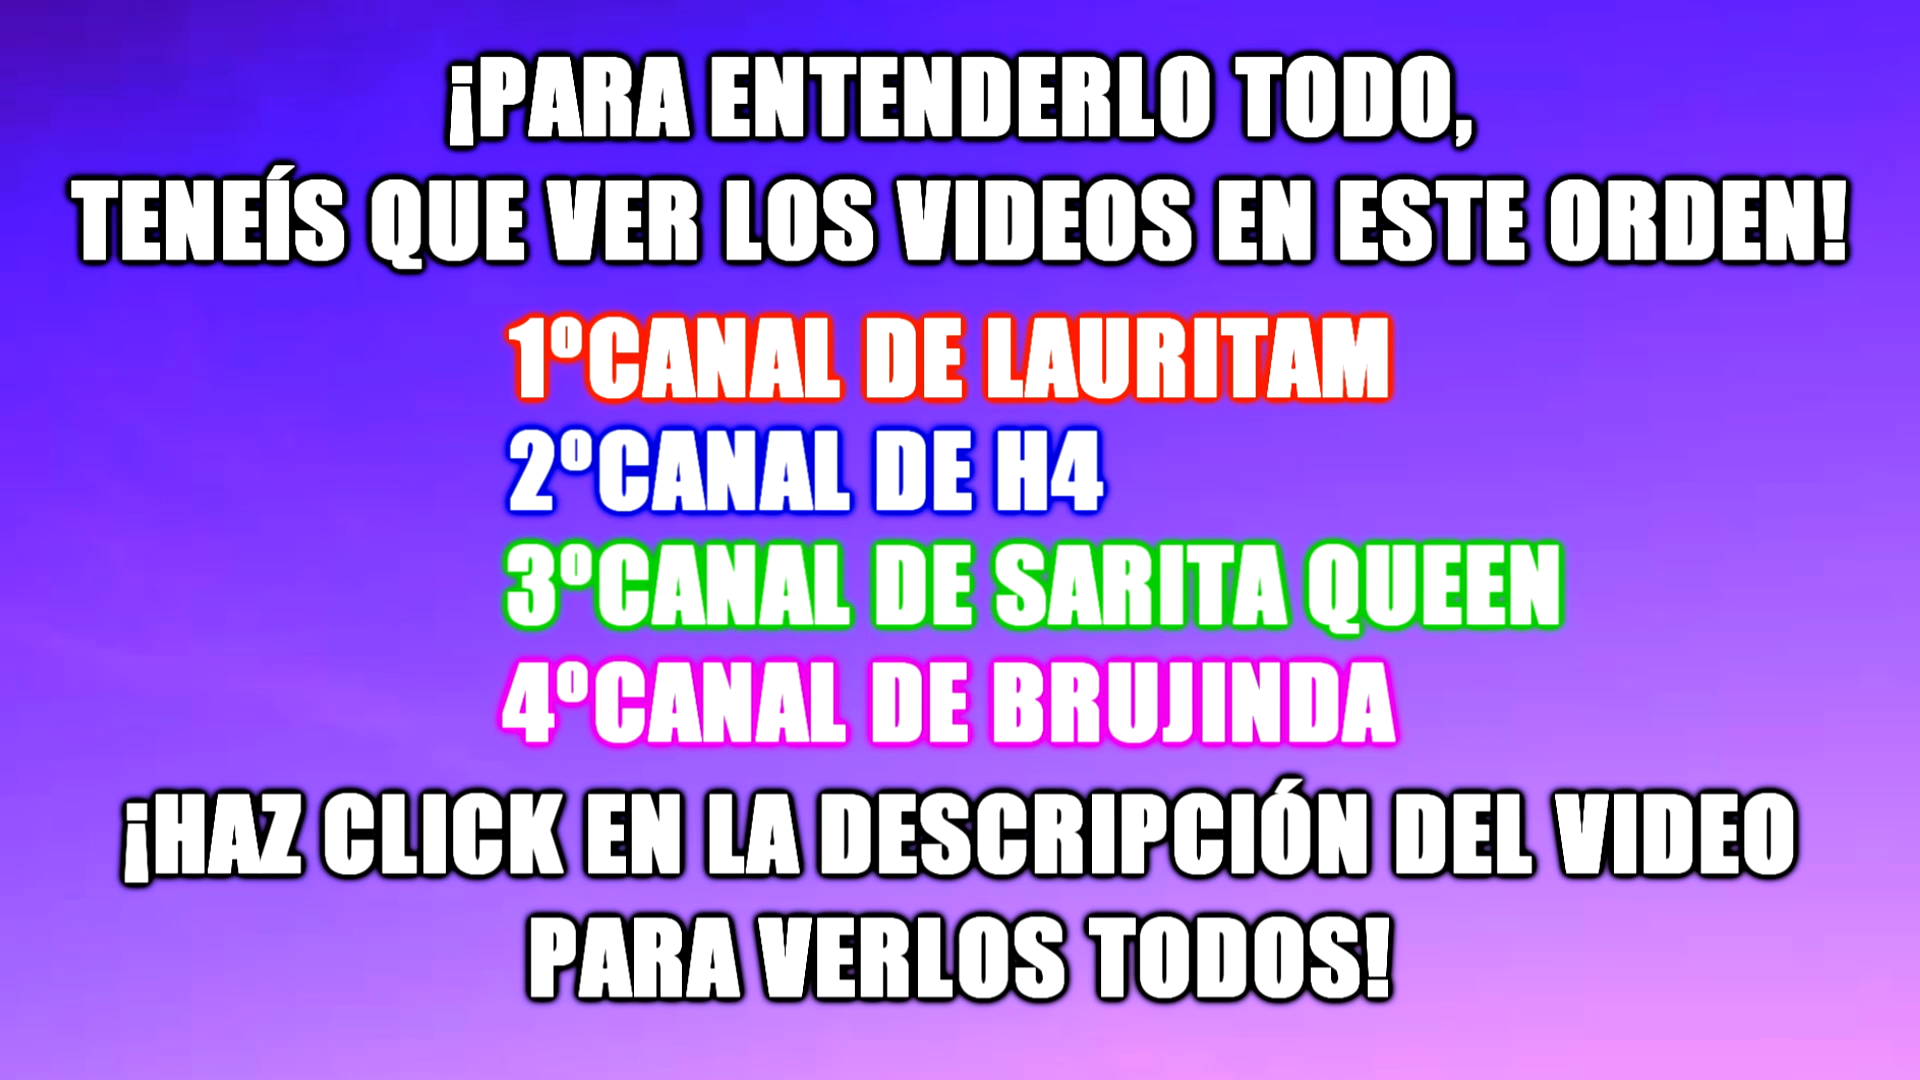 ¡PARA ENTENDERLO TODO,
TENEÍS QUE VER LOS VIDEOS EN ESTE ORDEN!
1ºCANAL DE LAURITAM
2ºCANAL DE H4
3ºCANAL DE SARITA QUEEN
4ºCANAL DE BRUJINDA
¡HAZ CLICK EN LA DESCRIPCIÓN DEL VIDEO
PARA VERLOS TODOS!